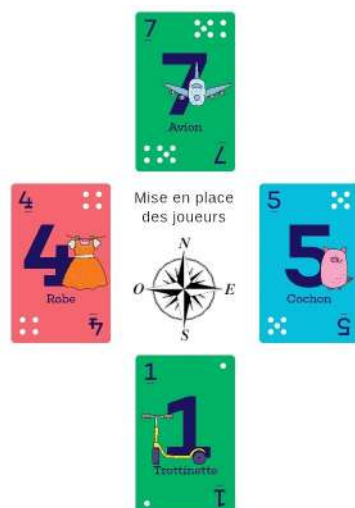 7
7
Avion
7
4
4
Robe
4
Mise en place
des joueurs
N
O
E
S
5
5
Cochon
5
1
1
Trottinette
1